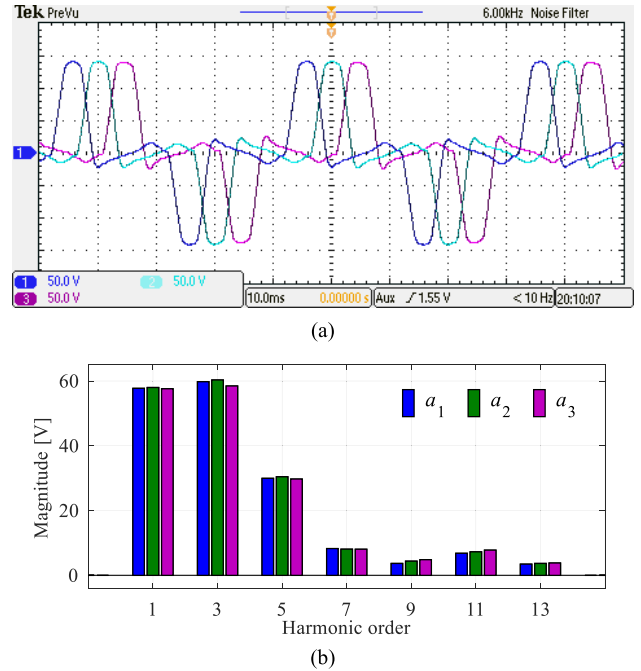 Tek PreVu 6.00kHz Noise Filter
1
1 50.0 V 2 50.0 V
3 50.0 V
10.0ms 0.00000 s
Aux 1.55 V < 10 Hz 20:10:07
(a)
60
40
20
0
Magnitude [V]
a1 a2 a3
1 3 5 7 9 11 13
Harmonic order
(b)